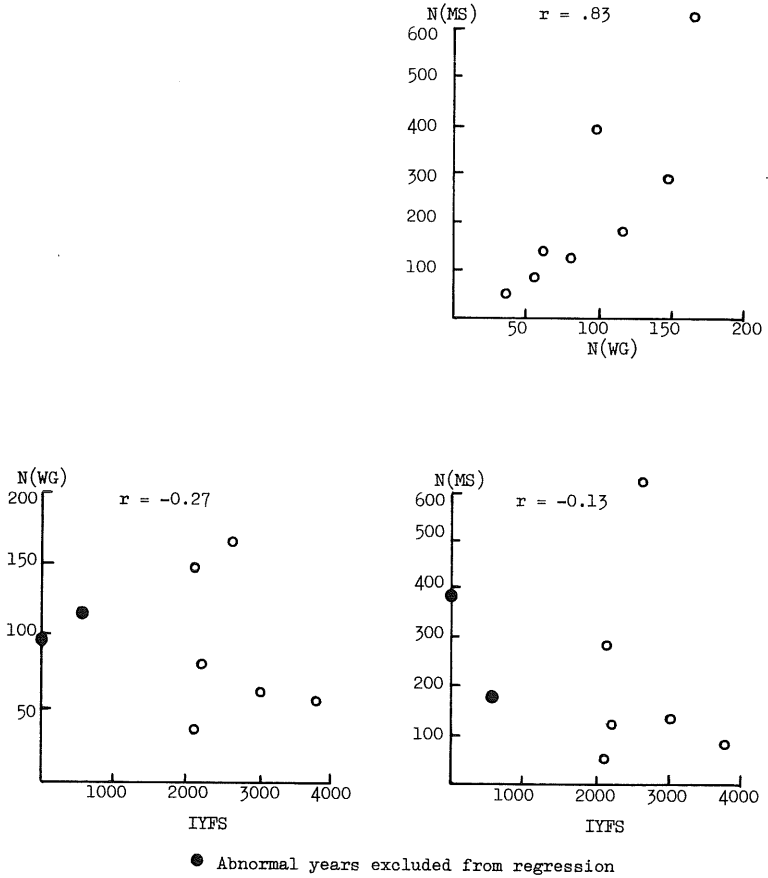 N(MS) r = .83
600
500
400
300
200
100
50 100 150 200
N(WG)
N(WG)
r = -0.27
200
150
100
50
1000 2000 3000 4000
IYFS
N(MS)
r = -0.13
600
500
400
300
200
100
1000 2000 3000 4000
IYFS
Abnormal years excluded from regression